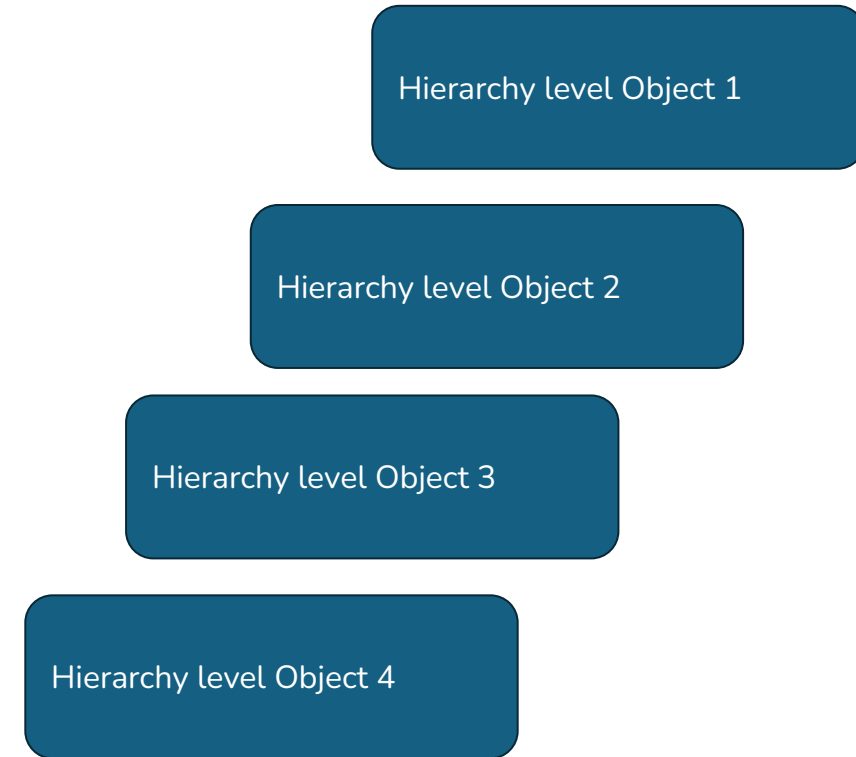 Hierarchy level Object 1
Hierarchy level Object 2
Hierarchy level Object 3
Hierarchy level Object 4